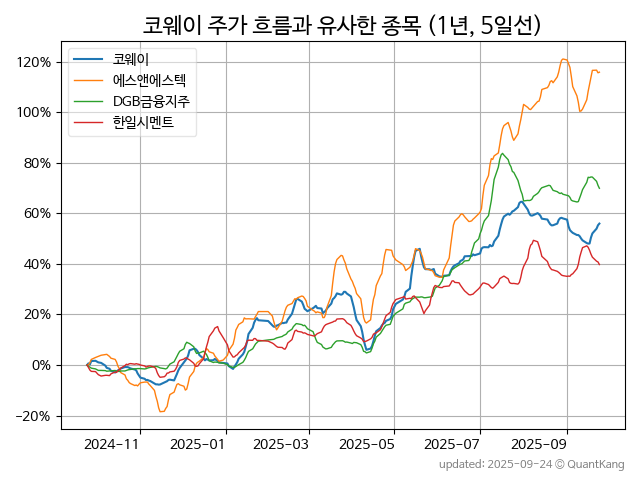 코웨이 주가 흐름과 유사한 종목 (1년, 5일선)
코웨이
에스앤에스텍
DGB금융지주
한일시멘트
120%
100%
80%
60%
40%
20%
0%
−20%
2024-11
2025-01
2025-03
2025-05
2025-07
2025-09
updated: 2025-09-24 © QuantKang